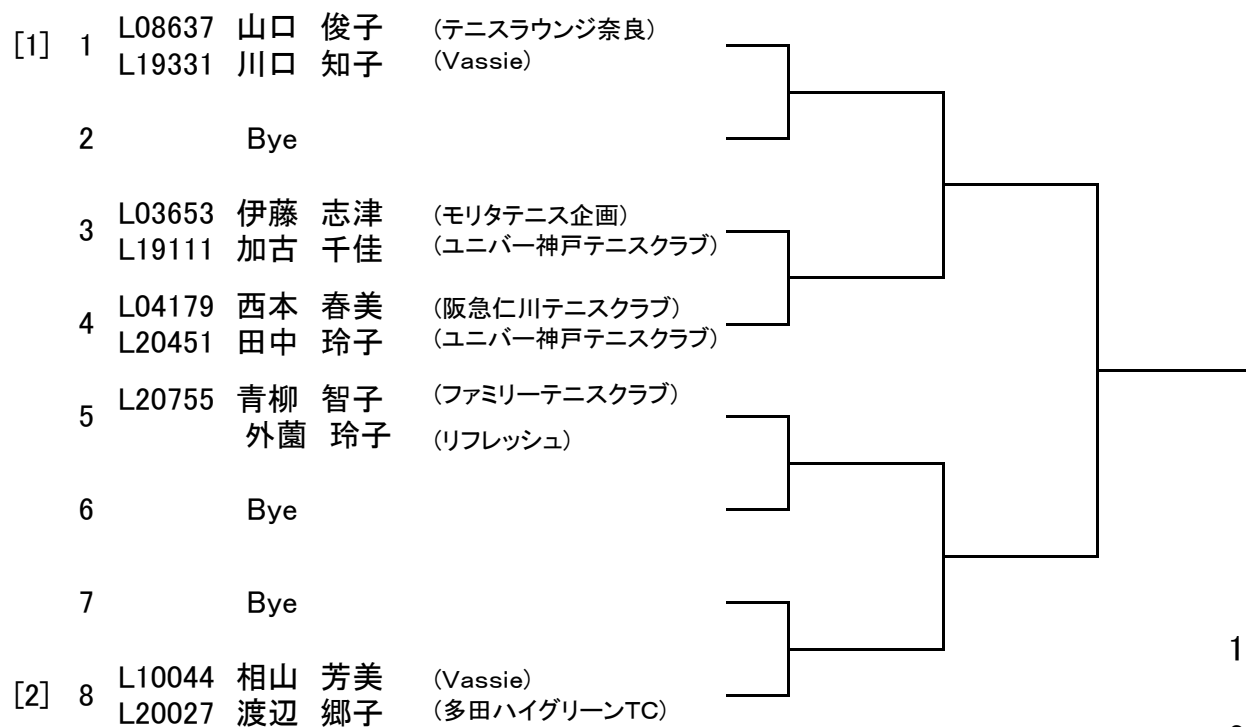 L08637 山口 俊子 (テニスラウンジ奈良)
[1] 1
L19331 川口 知子 (Vassie)
2 Bye
L03653 伊藤 志津 (モリタテニス企画)
3
L19111 加古 千佳 (ユニバー神戸テニスクラブ)
L04179 西本 春美 (阪急仁川テニスクラブ)
4
L20451 田中 玲子 (ユニバー神戸テニスクラブ)
L20755 青柳 智子 (ファミリーテニスクラブ)
5
外薗 玲子 (リフレッシュ)
6 Bye
7 Bye
1
L10044 相山 芳美 (Vassie)
[2] 8
L20027 渡辺 郷子 (多田ハイグリーンTC)